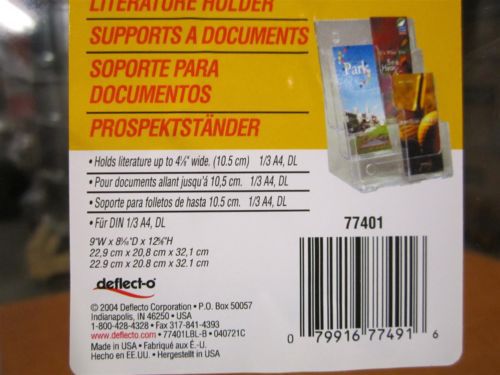 LITERATURE HOLDER
SUPPORTS A DOCUMENTS
SOPORTE PARA
DOCUMENTOS
PROSPEKTSTÄNDER
Park
• Holds literature up to 4⅛" wide. (10.5 cm) 1/3 A4, DL
• Pour documents allant jusqu'á 10,5 cm. 1/3 A4, DL
• Soporte para folletos de hasta 10.5 cm. 1/3 A4, DL
• Für DIN 1/3 A4, DL
77401
22,9 cm x 20,8 cm x 32,1 cm
22.9 cm x 20.8 cm x 32.1 cm
deflect-o
© 2004 Deflecto Corporation • P.O. Box 50057
Indianapolis, IN 46250 • USA
1-800-428-4328 • Fax 317-841-4393
www.deflecto.com • 77401LBL-B • 040721C
Made in USA • Fabriqué aux É.-U.
Hecho en EE.UU. • Hergestellt in USA
0 79916 77491 6